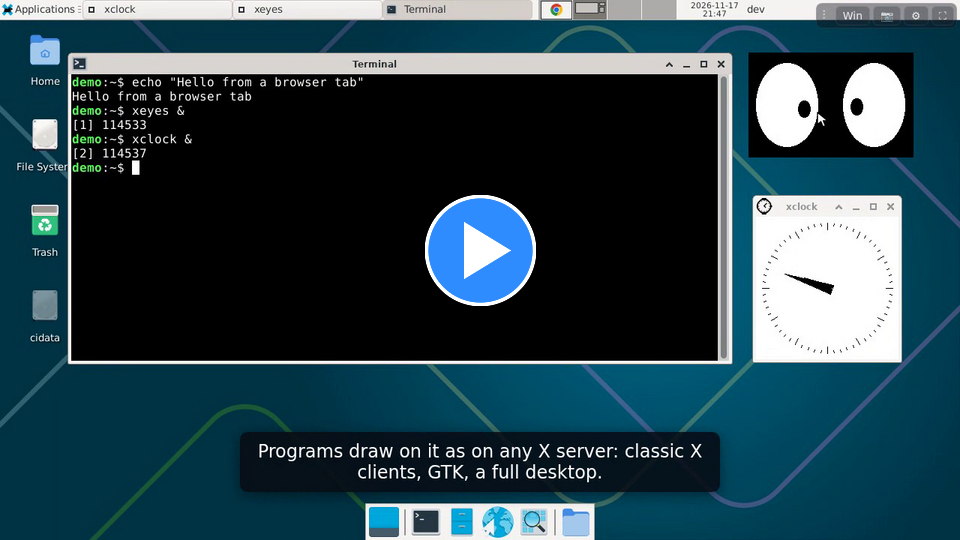 Applications
xclock
xeyes
Terminal
2026-11-17
21:47
dev
Win
Home
File System
Trash
cidata
Terminal
demo:~$ echo "Hello from a browser tab"
Hello from a browser tab
demo:~$ xeyes &
[1] 114533
demo:~$ xclock &
[2] 114537
demo:~$
xclock
Programs draw on it as on any X server: classic X
clients, GTK, a full desktop.